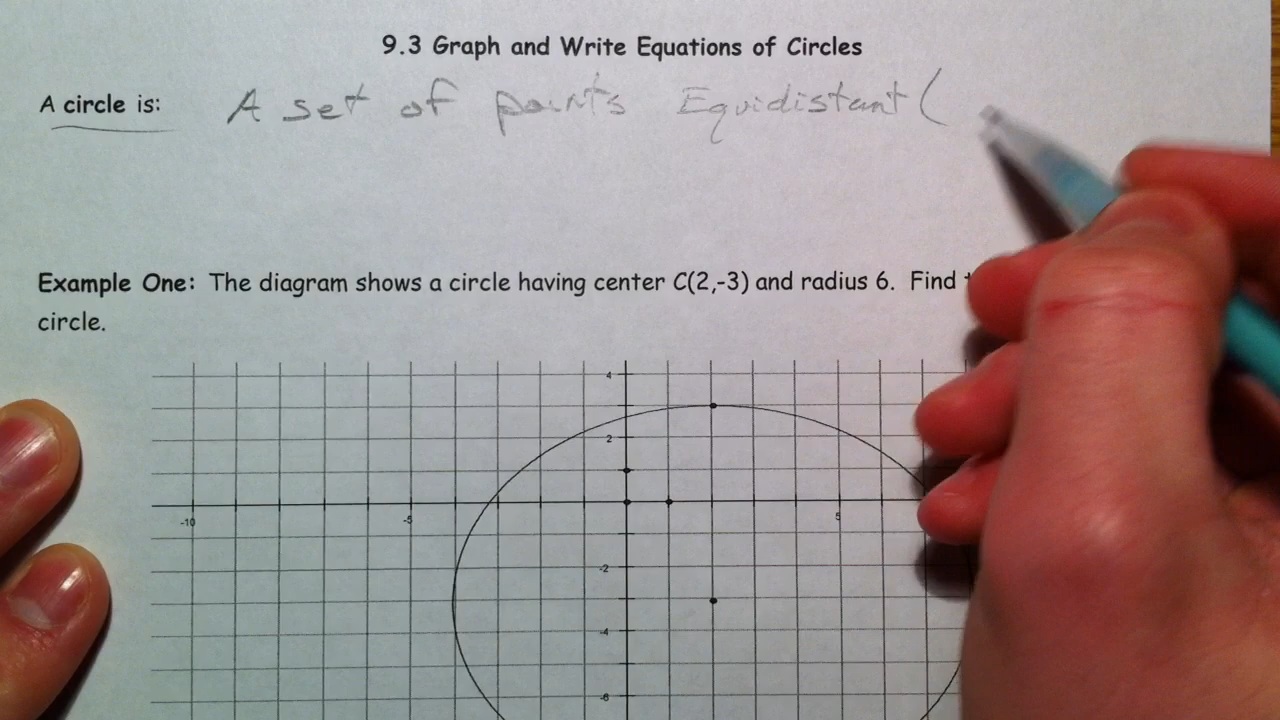 9.3 Graph and Write Equations of Circles
A circle is: A set of points Equidistant (
Example One: The diagram shows a circle having center C(2,-3) and radius 6. Find
circle.
4
2
-10 -5 5
-2
-4
-6